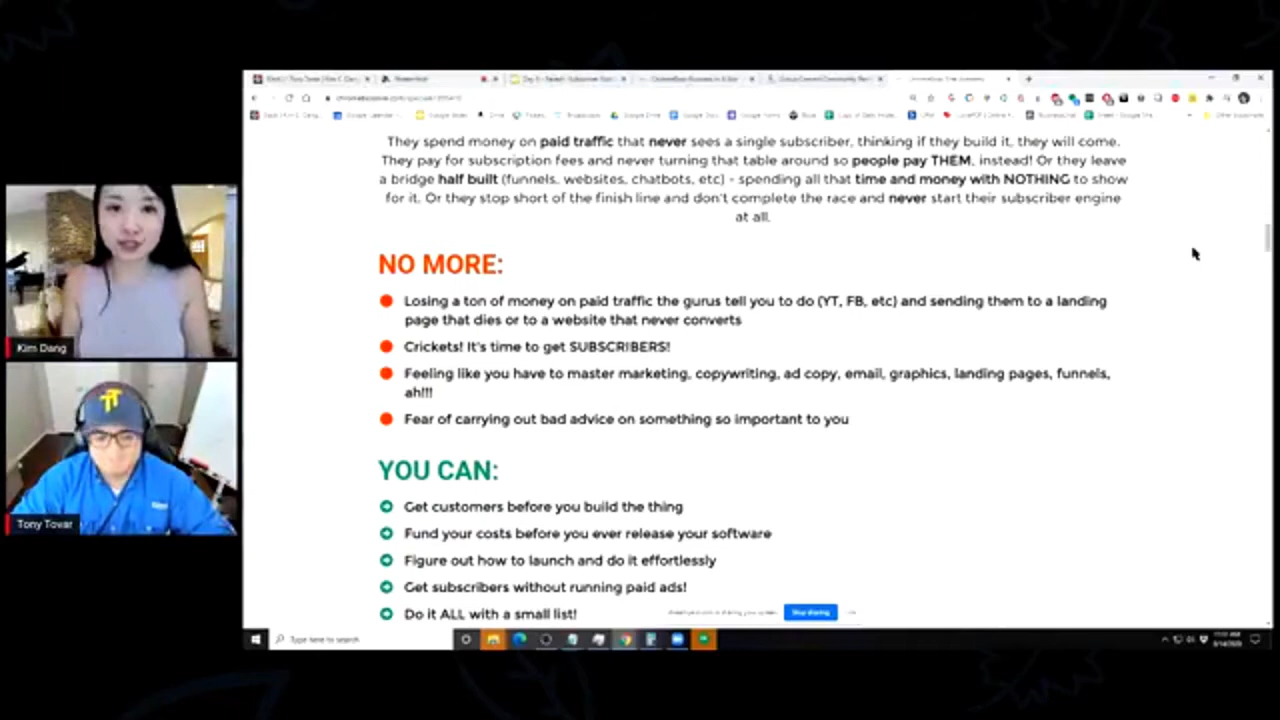 They spend money on paid traffic that never sees a single subscriber, thinking if they build it, they will come.
They pay for subscription fees and never turning that table around so people pay THEM, instead! Or they leave
a bridge half built (funnels, websites, chatbots, etc) - spending all that time and money with NOTHING to show
for it. Or they stop short of the finish line and don't complete the race and never start their subscriber engine
at all.
NO MORE:
Losing a ton of money on paid traffic the gurus tell you to do (YT, FB, etc) and sending them to a landing
page that dies or to a website that never converts
Crickets! It's time to get SUBSCRIBERS!
Feeling like you have to master marketing, copywriting, ad copy, email, graphics, landing pages, funnels,
ah!!!
Fear of carrying out bad advice on something so important to you
YOU CAN:
Get customers before you build the thing
Fund your costs before you ever release your software
Figure out how to launch and do it effortlessly
Get subscribers without running paid ads!
Do it ALL with a small list!
Stop sharing
Type here to search
Kim Dang
TT
Tony Tovar